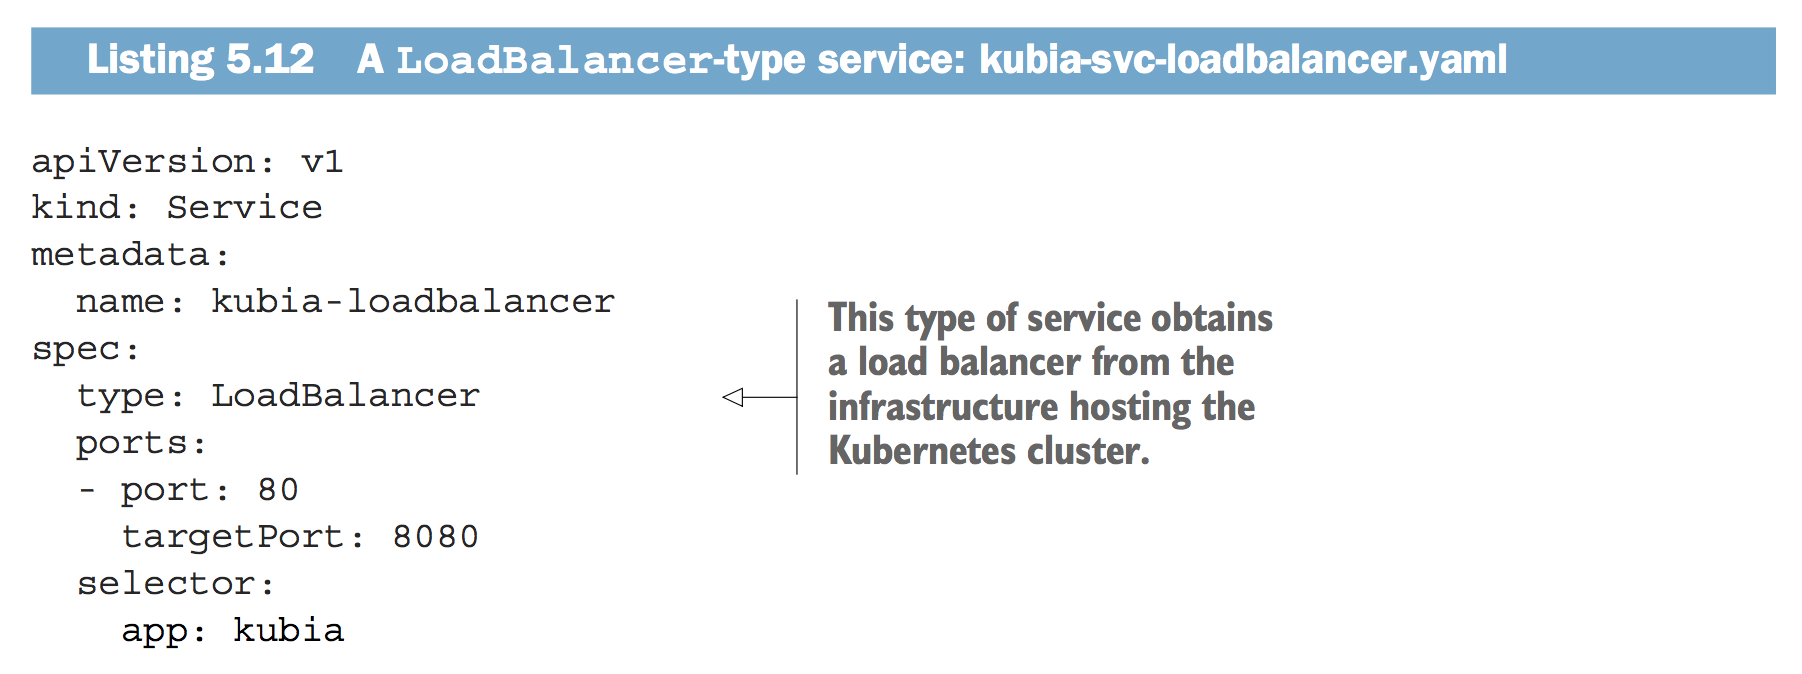 Listing 5.12 A LoadBalancer-type service: kubia-svc-loadbalancer.yaml
apiVersion: v1
kind: Service
metadata:
  name: kubia-loadbalancer
spec:
  type: LoadBalancer
  ports:
  - port: 80
    targetPort: 8080
  selector:
    app: kubia
This type of service obtains
a load balancer from the
infrastructure hosting the
Kubernetes cluster.